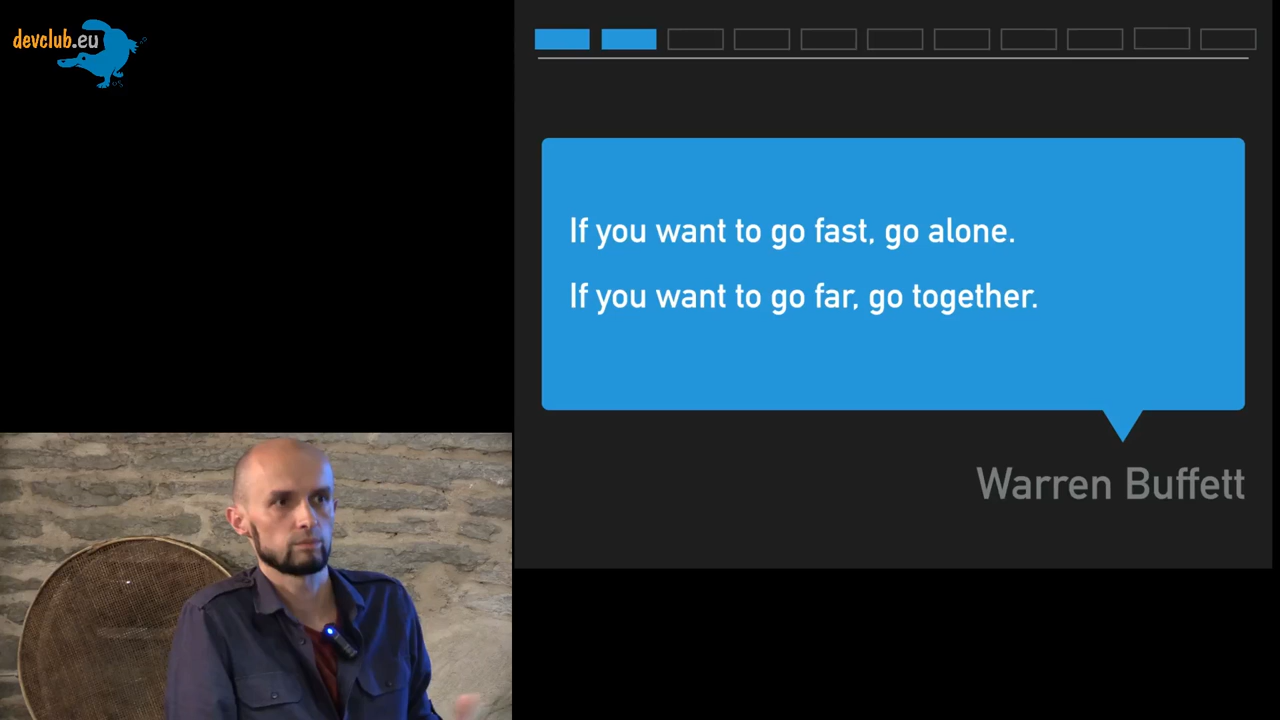 devclub.eu
If you want to go fast, go alone.
If you want to go far, go together.
Warren Buffett